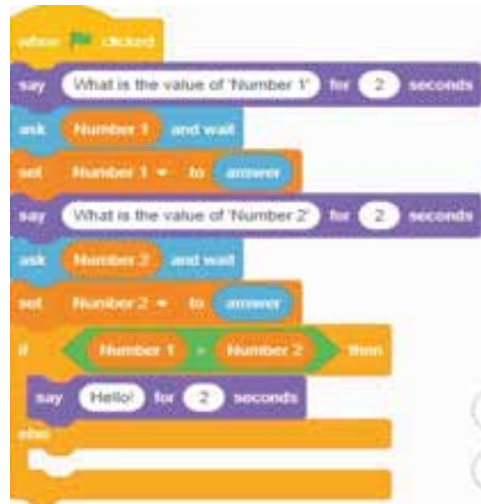 when clicked
say What is the value of 'Number 1' for 2 seconds
ask Number 1 and wait
set Number 1 to answer
say What is the value of 'Number 2' for 2 seconds
ask Number 2 and wait
set Number 2 to answer
if Number 1 Number 2 then
say Hello! for 2 seconds
else